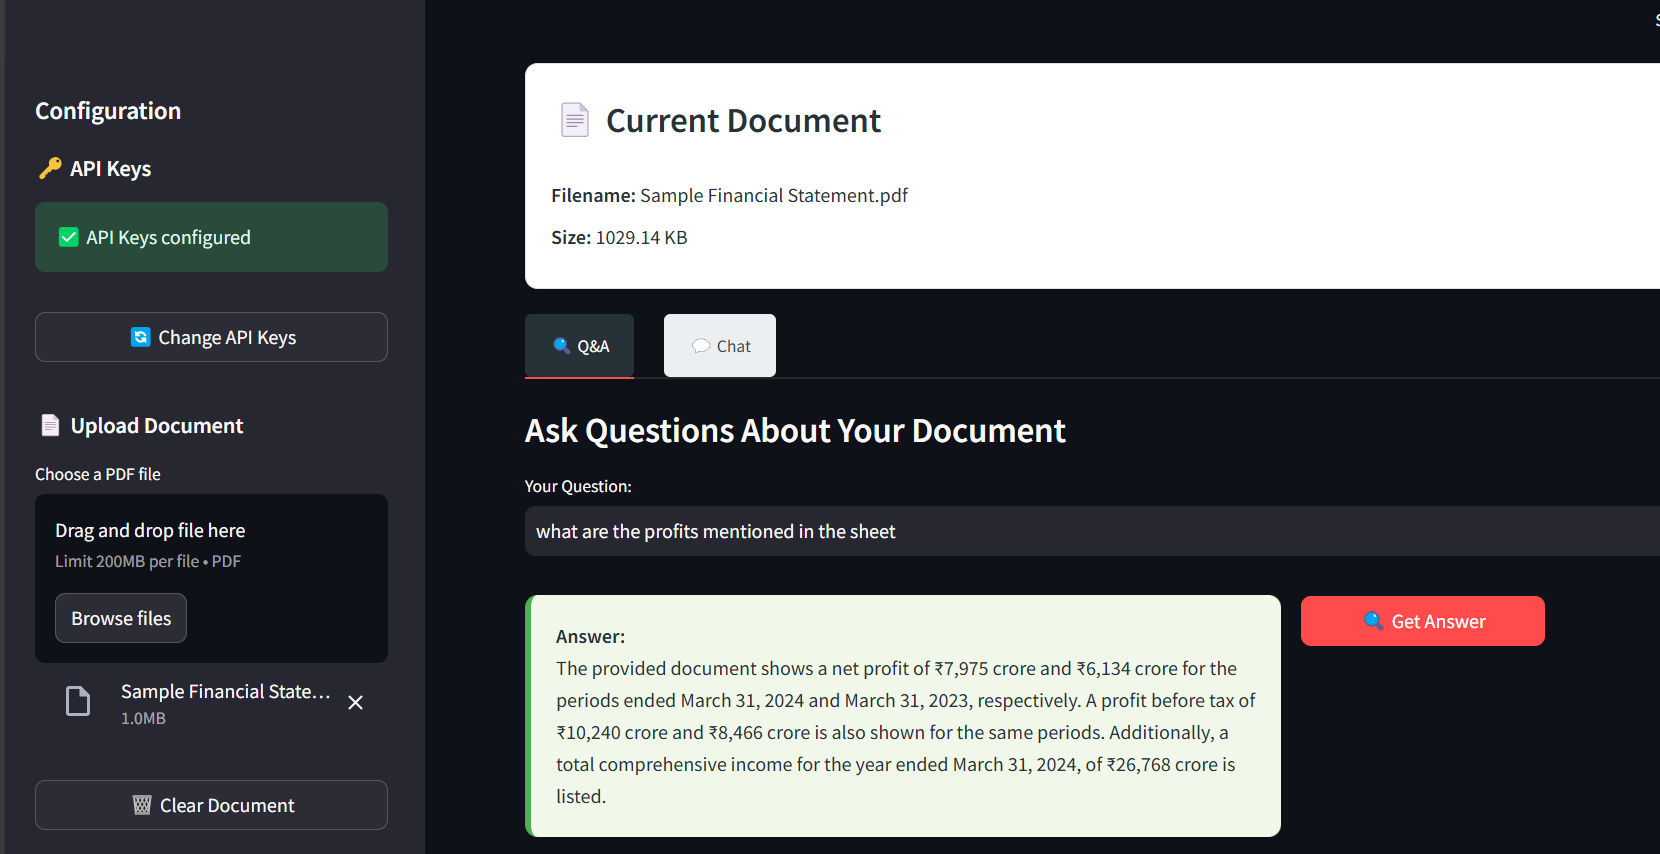 Configuration
API Keys
API Keys configured
Change API Keys
Upload Document
Choose a PDF file
Drag and drop file here
Limit 200MB per file • PDF
Browse files
Sample Financial State...
1.0MB
Clear Document
Current Document
Filename: Sample Financial Statement.pdf
Size: 1029.14 KB
Q&A
Chat
Ask Questions About Your Document
Your Question:
what are the profits mentioned in the sheet
Answer:
The provided document shows a net profit of ₹7,975 crore and ₹6,134 crore for the
periods ended March 31, 2024 and March 31, 2023, respectively. A profit before tax of
₹10,240 crore and ₹8,466 crore is also shown for the same periods. Additionally, a
total comprehensive income for the year ended March 31, 2024, of ₹26,768 crore is
listed.
Get Answer